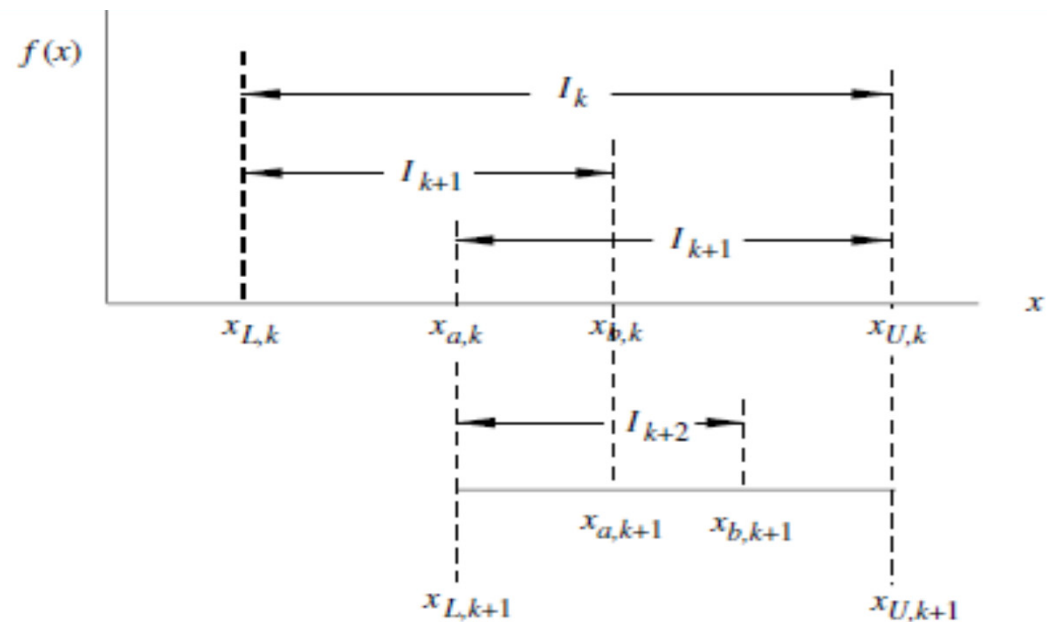 f(x)
I_k
I_{k+1}
I_{k+1}
x
x_{L,k} x_{a,k} x_{b,k} x_{U,k}
I_{k+2}
x_{a,k+1} x_{b,k+1}
x_{L,k+1} x_{U,k+1}